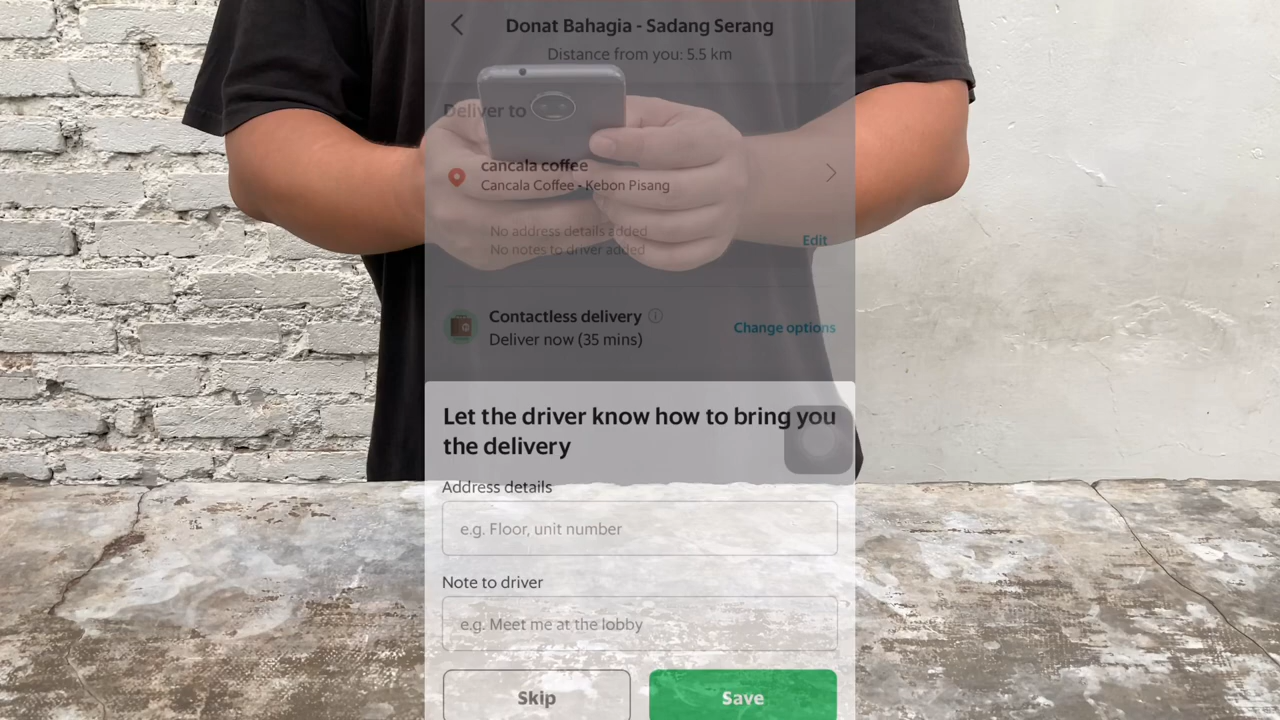 Donat Bahagia - Sadang Serang
Distance from you: 5.5 km
Deliver to
cancala coffee
Cancala Coffee - Kebon Pisang
No address details added
No notes to driver added
Edit
Contactless delivery
Deliver now (35 mins)
Change options
Let the driver know how to bring you
the delivery
Address details
e.g. Floor, unit number
Note to driver
e.g. Meet me at the lobby
Skip
Save